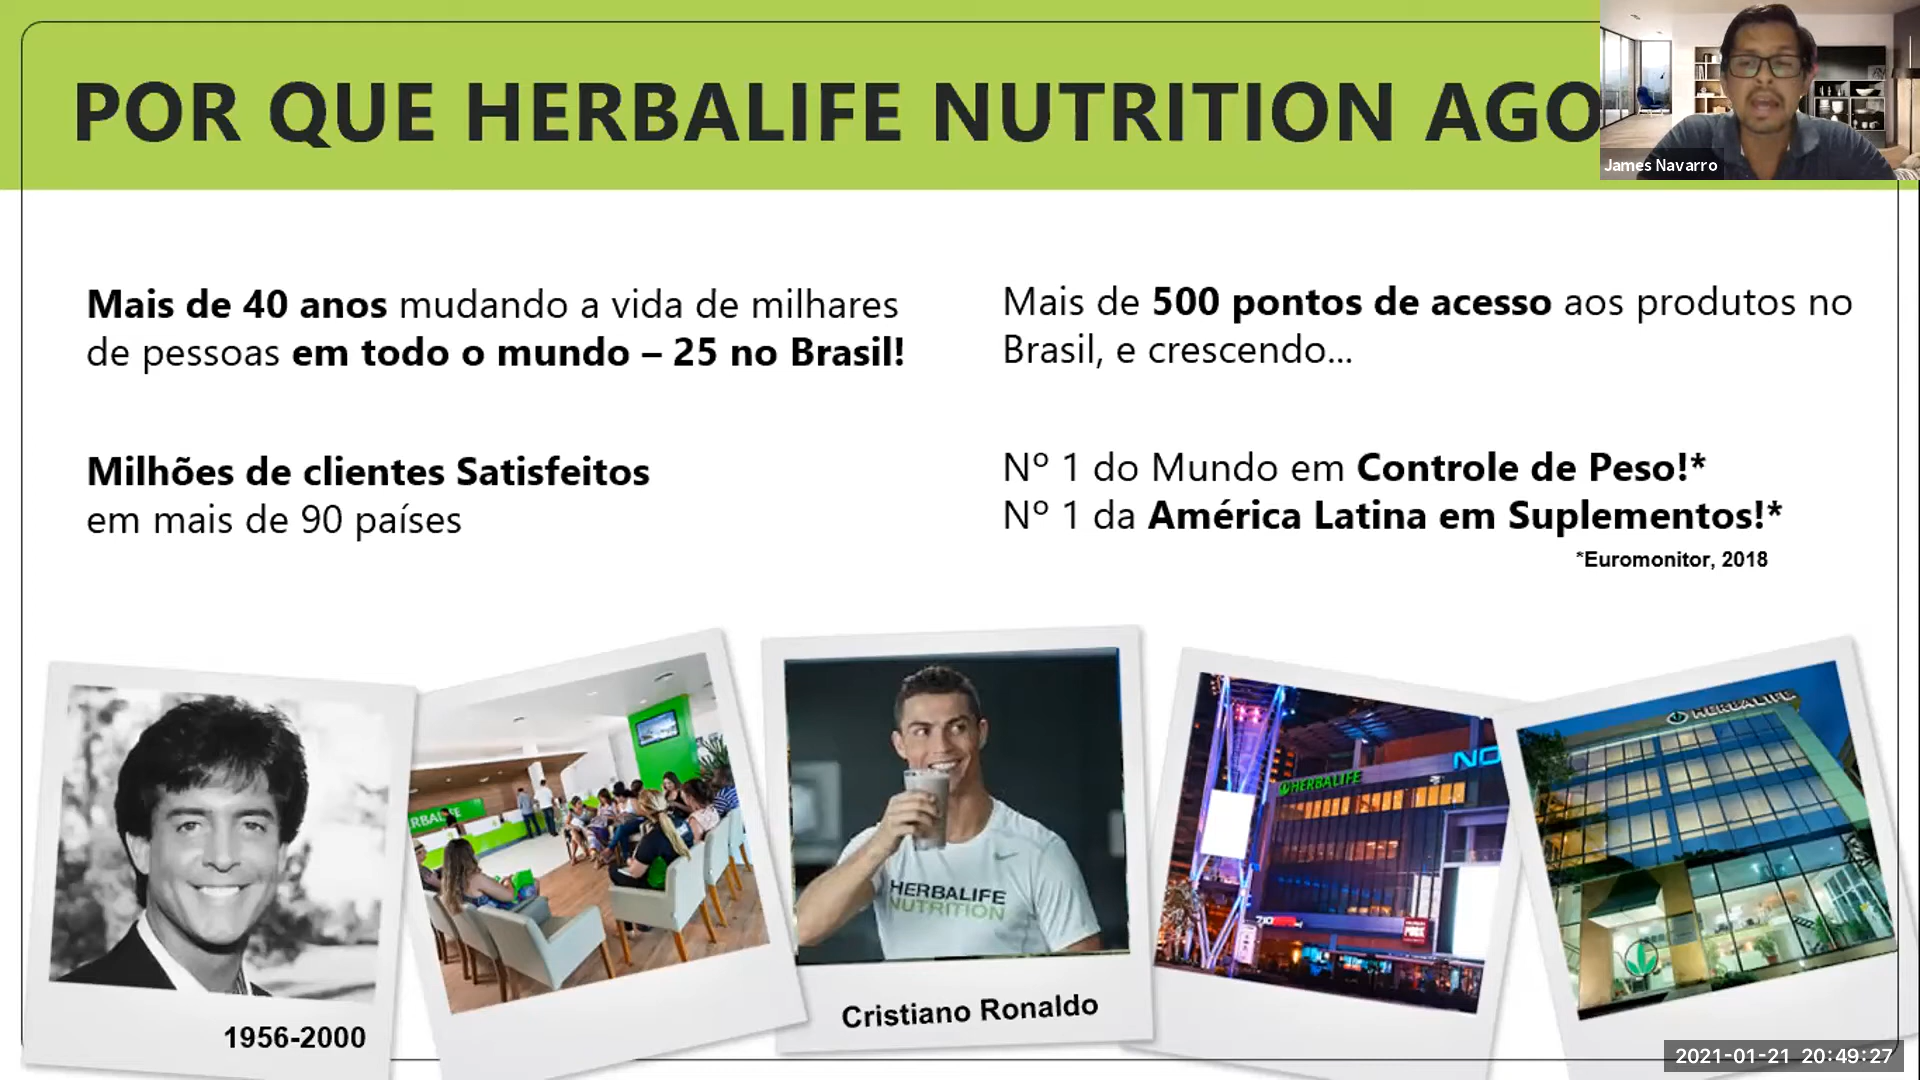 POR QUE HERBALIFE NUTRITION AGO
James Navarro
Mais de 40 anos mudando a vida de milhares
de pessoas em todo o mundo – 25 no Brasil!
Milhões de clientes Satisfeitos
em mais de 90 países
Mais de 500 pontos de acesso aos produtos no
Brasil, e crescendo...
Nº 1 do Mundo em Controle de Peso!*
Nº 1 da América Latina em Suplementos!*
*Euromonitor, 2018
1956-2000
RBALIFE
HERBALIFE
NUTRITION
Cristiano Ronaldo
HERBALIFE
NO
HERBALIFE
2021-01-21 20:49:27